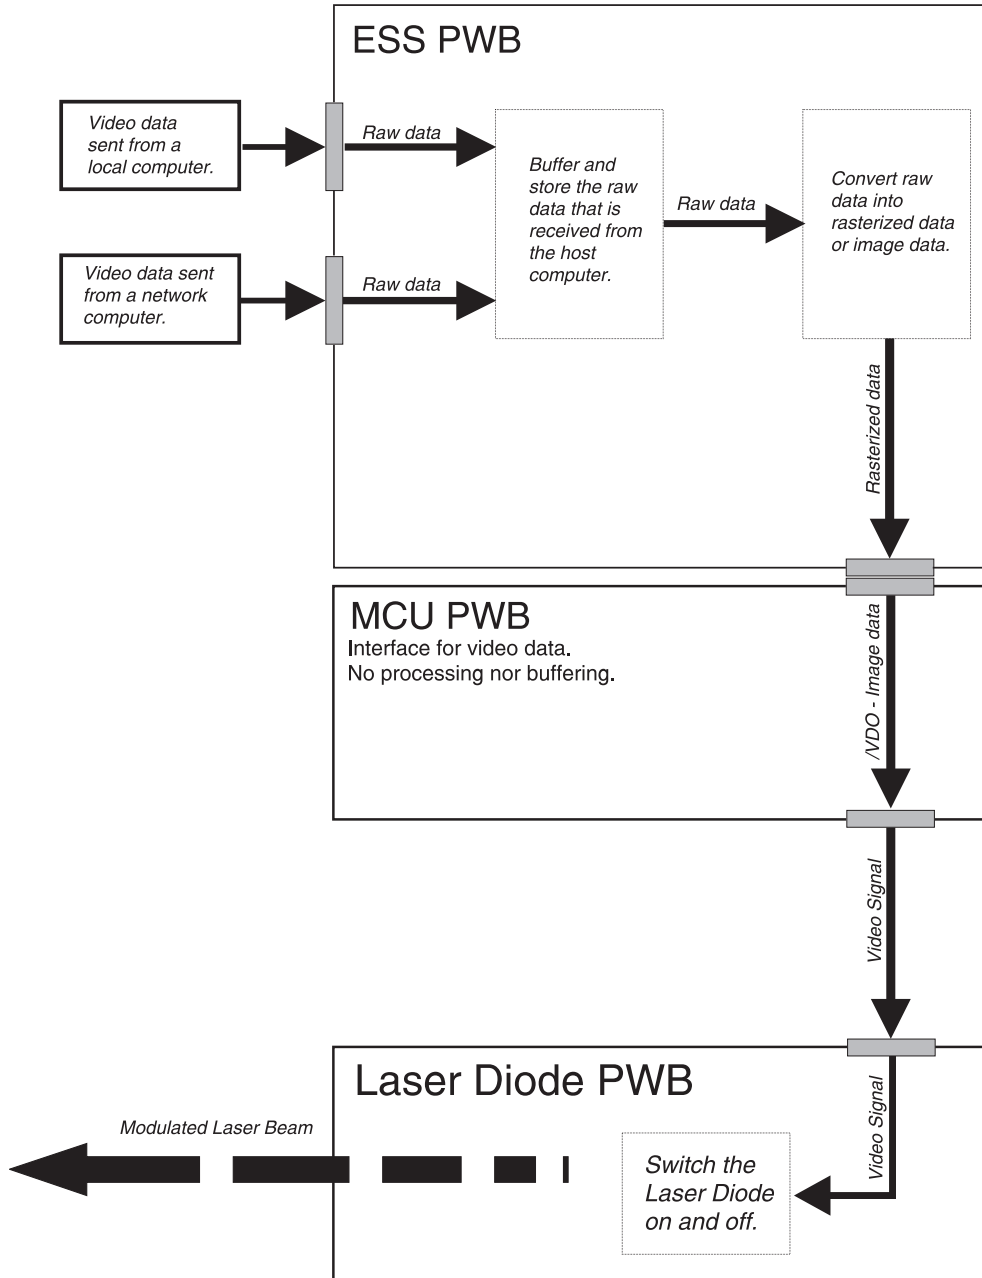 ESS PWB
Video data
sent from a
local computer.
Raw data
Buffer and
store the raw
data that is
received from
the host
computer.
Raw data
Convert raw
data into
rasterized data
or image data.
Video data sent
from a network
computer.
Raw data
Rasterized data
MCU PWB
Interface for video data.
No processing nor buffering.
/VDO - Image data
Video Signal
Laser Diode PWB
Video Signal
Modulated Laser Beam
Switch the
Laser Diode
on and off.